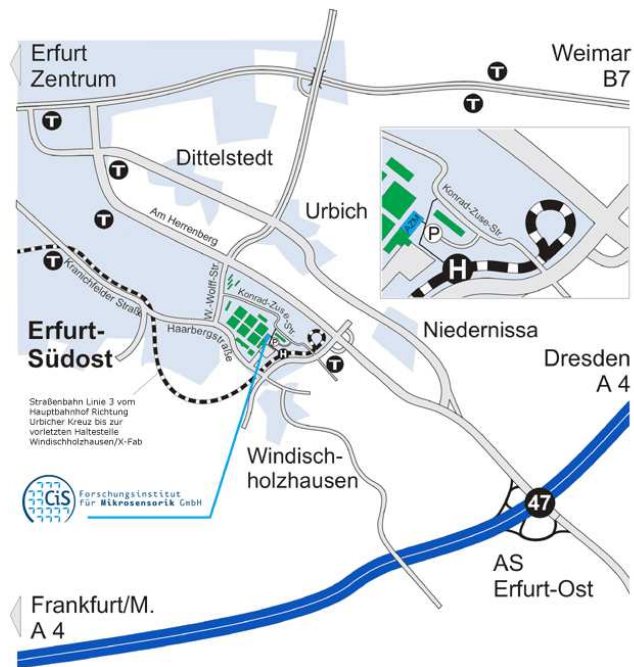 Erfurt
Zentrum
Weimar
B7
T
T
T
Dittelstedt
T
Konrad-Zuse-Str
Urbich
AZM
P
T
Am Herrenberg
H
T
Kranichfelder Straße
W.-Wolff-Str.
Konrad-Zuse-Str
Erfurt-
Südost
Haarbergstraße
Niedernissa
P
H
T
Dresden
A 4
Straßenbahn Linie 3 vom
Hauptbahnhof Richtung
Urbicher Kreuz bis zur
vorletzten Haltestelle
Windischholzhausen/X-Fab
Windisch-
holzhausen
CiS
Forschungsinstitut
für Mikrosensorik GmbH
47
AS
Erfurt-Ost
Frankfurt/M.
A 4